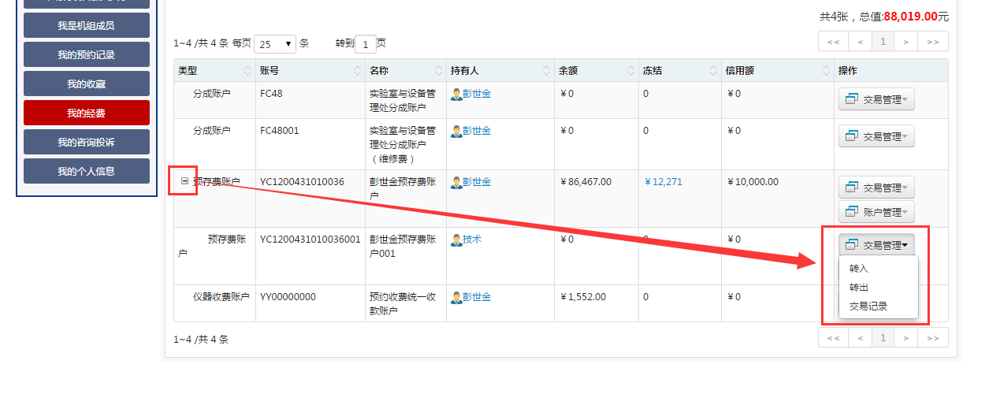 我是机组成员
我的预约记录
我的收藏
我的经费
我的咨询投诉
我的个人信息
共4张，总值:88,019.00元
1~4 /共 4 条 每页 25 条 转到 1 页
<< < 1 > >>
类型 账号 名称 持有人 余额 冻结 信用额 操作
分成账户 FC48 实验室与设备管 彭世金 ￥0 0 ￥0 交易管理
理处分成账户
分成账户 FC48001 实验室与设备管 彭世金 ￥0 0 ￥0 交易管理
理处分成账户
（维修费）
预存费账户 YC1200431010036 彭世金预存费账 彭世金 ￥86,467.00 ￥12,271 ￥10,000.00 交易管理
户
账户管理
预存费账 YC1200431010036001 彭世金预存费账 技术 ￥0 0 ￥0 交易管理
户 户001
转入
转出
交易记录
仪器收费账户 YY00000000 预约收费统一收 彭世金 ￥1,552.00 0 ￥0
款账户
1~4 /共 4 条
<< < 1 > >>